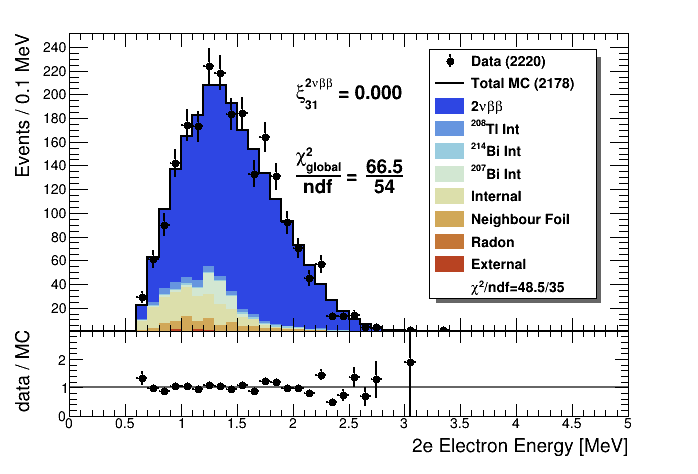 Events / 0.1 MeV
240
220
200
180
160
140
120
100
80
60
40
20
ξ₃₁²νββ = 0.000
χ²global/ndf = 66.5/54
Data (2220)
Total MC (2178)
2νββ
²⁰⁸Tl Int
²¹⁴Bi Int
²⁰⁷Bi Int
Internal
Neighbour Foil
Radon
External
χ²/ndf=48.5/35
data / MC
2
1
0
0 0.5 1 1.5 2 2.5 3 3.5 4 4.5 5
2e Electron Energy [MeV]